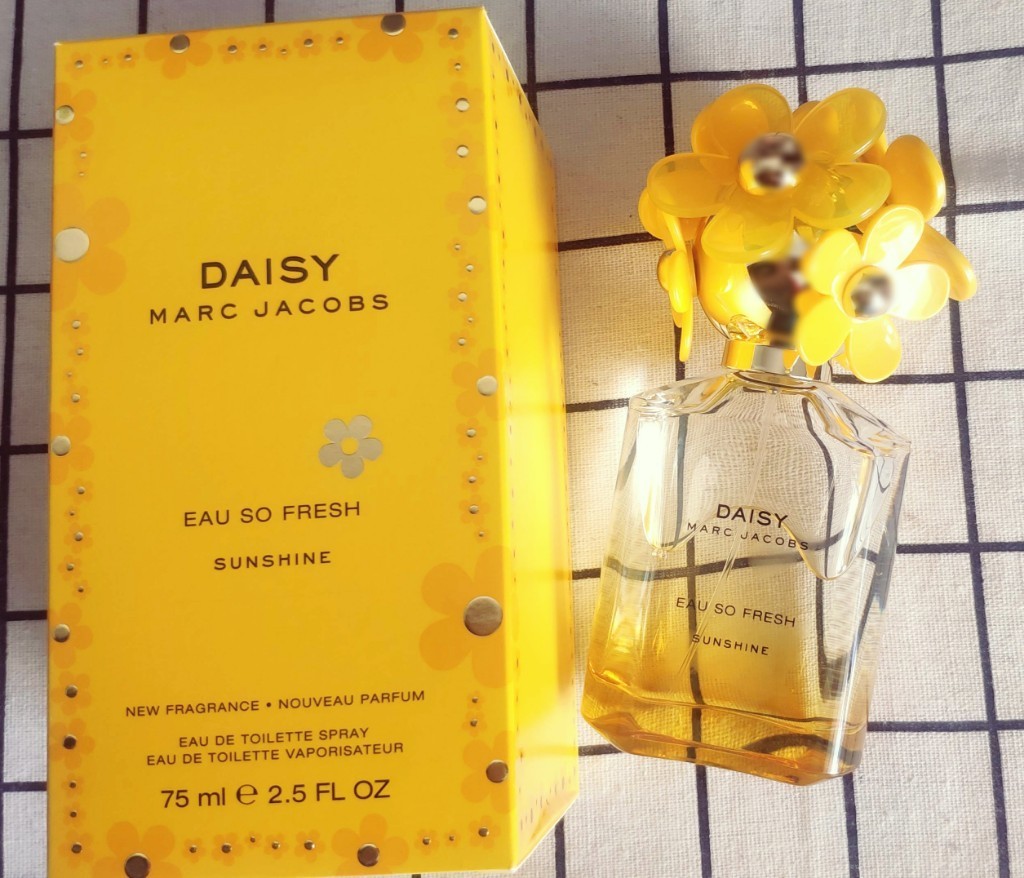 DAISY
MARC JACOBS
EAU SO FRESH
SUNSHINE
NEW FRAGRANCE • NOUVEAU PARFUM
EAU DE TOILETTE SPRAY
EAU DE TOILETTE VAPORISATEUR
75 ml ℮ 2.5 FL OZ
DAISY
MARC JACOBS
EAU SO FRESH
SUNSHINE